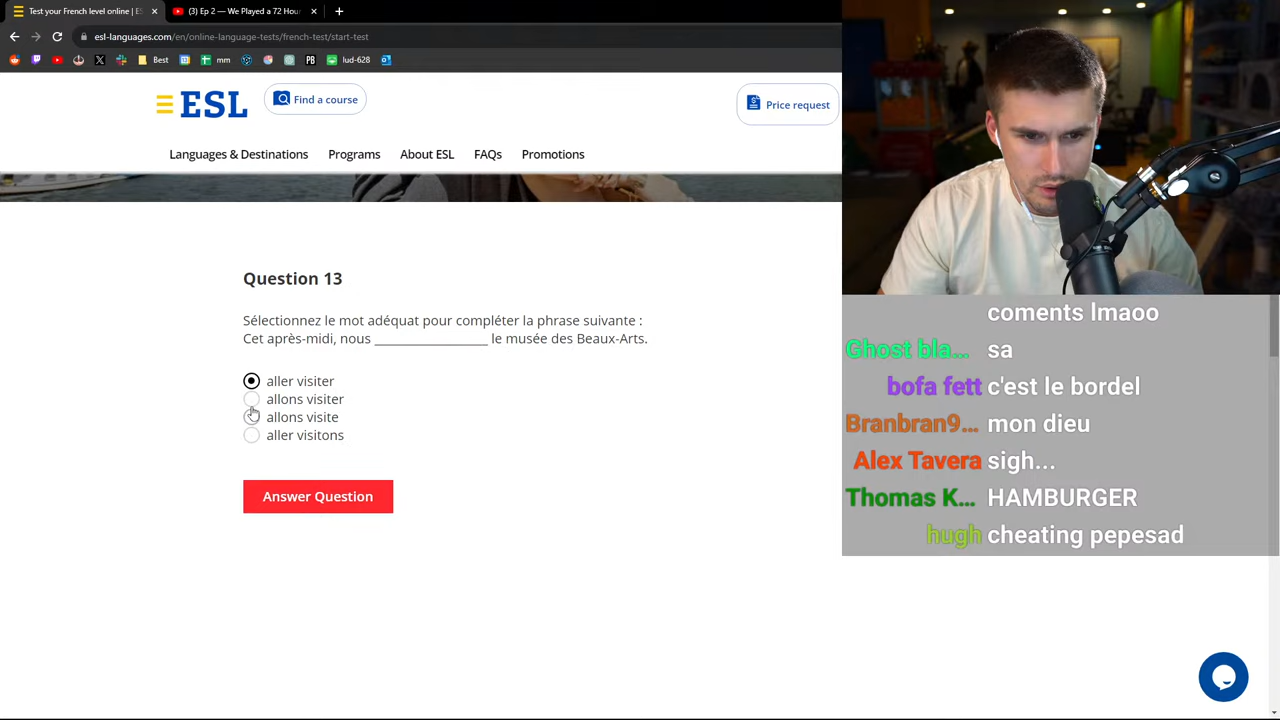 Test your French level online | ES
(3) Ep 2 — We Played a 72 Hour
esl-languages.com/en/online-language-tests/french-test/start-test
Best
mm
PB
lud-628
ESL
Find a course
Price request
Languages & Destinations
Programs
About ESL
FAQs
Promotions
Question 13
Sélectionnez le mot adéquat pour compléter la phrase suivante :
Cet après-midi, nous __________________ le musée des Beaux-Arts.
aller visiter
allons visiter
allons visite
aller visitons
Answer Question
coments lmaoo
Ghost bla... sa
bofa fett c'est le bordel
Branbran9... mon dieu
Alex Tavera sigh...
Thomas K... HAMBURGER
hugh cheating pepesad